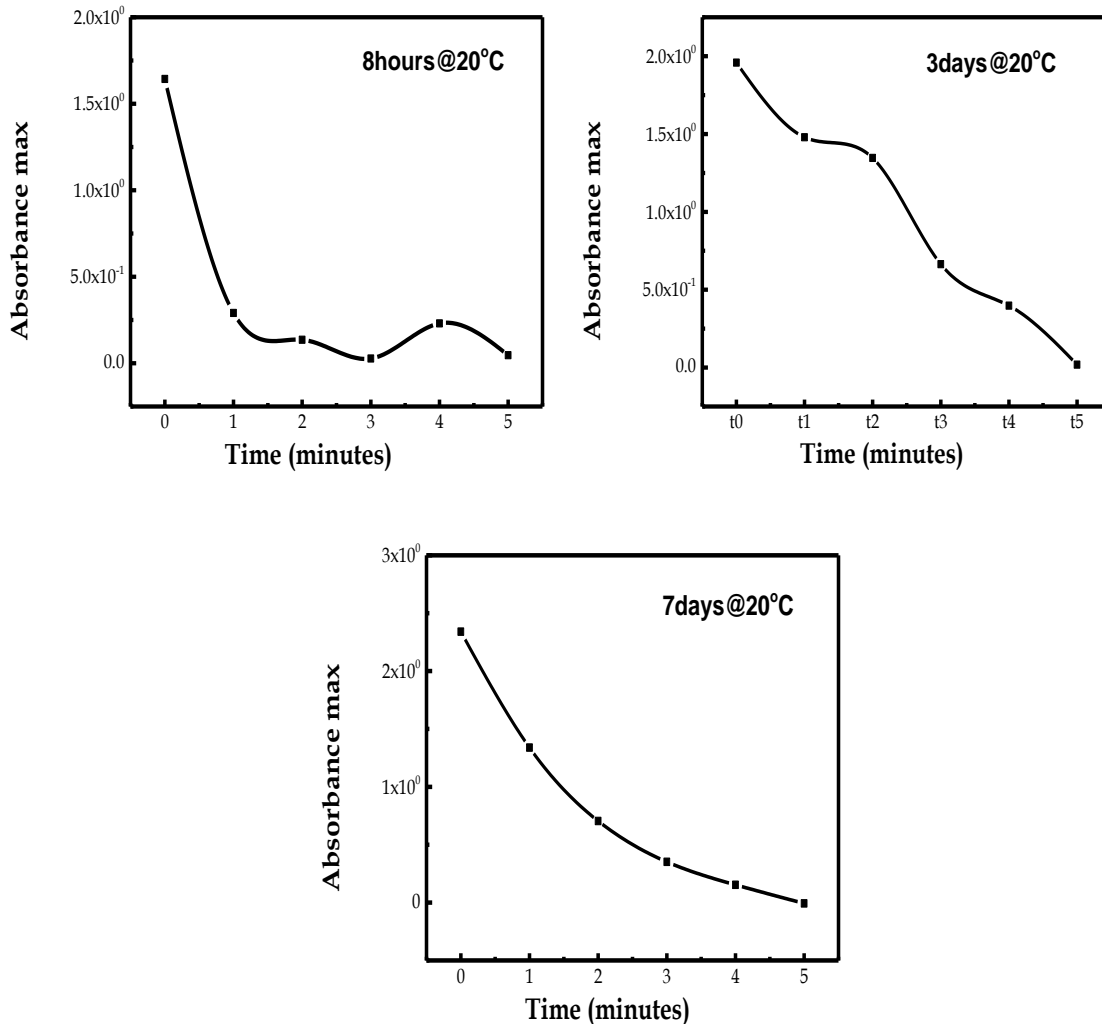 8hours@20°C
Absorbance max
2.0x10⁰
1.5x10⁰
1.0x10⁰
5.0x10⁻¹
0.0
0 1 2 3 4 5
Time (minutes)
3days@20°C
Absorbance max
2.0x10⁰
1.5x10⁰
1.0x10⁰
5.0x10⁻¹
0.0
t0 t1 t2 t3 t4 t5
Time (minutes)
7days@20°C
Absorbance max
3x10⁰
2x10⁰
1x10⁰
0
0 1 2 3 4 5
Time (minutes)